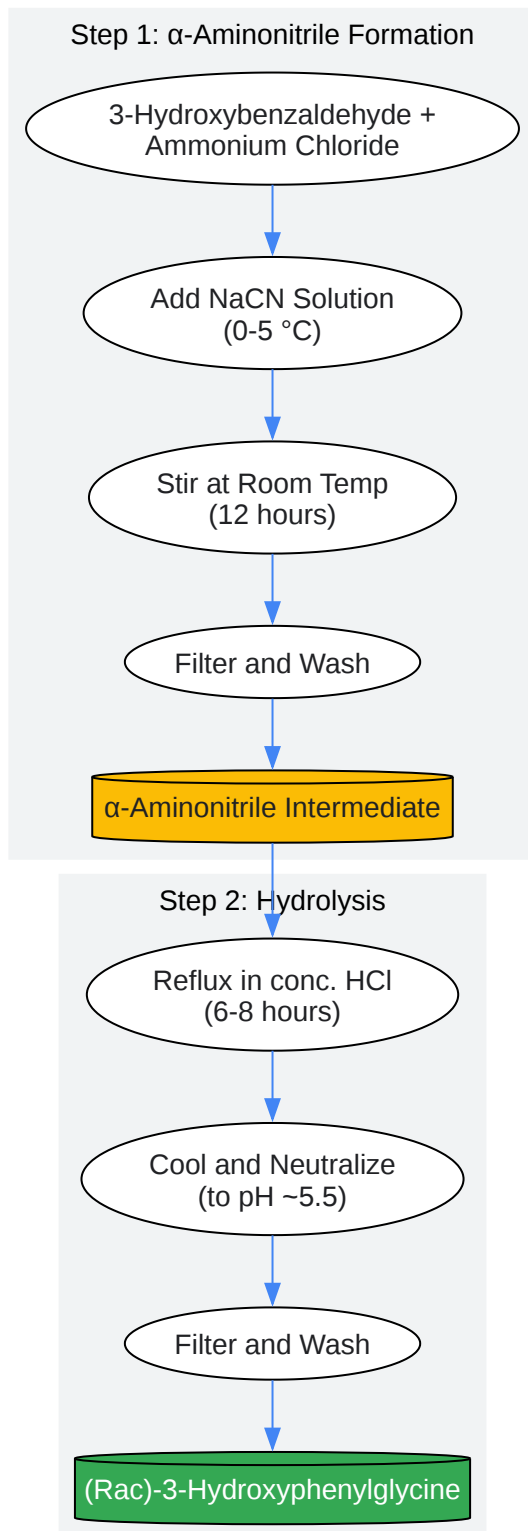 Step 1: α-Aminonitrile Formation
3-Hydroxybenzaldehyde +
Ammonium Chloride
Add NaCN Solution
(0-5 °C)
Stir at Room Temp
(12 hours)
Filter and Wash
α-Aminonitrile Intermediate
Step 2: Hydrolysis
Reflux in conc. HCl
(6-8 hours)
Cool and Neutralize
(to pH ~5.5)
Filter and Wash
(Rac)-3-Hydroxyphenylglycine